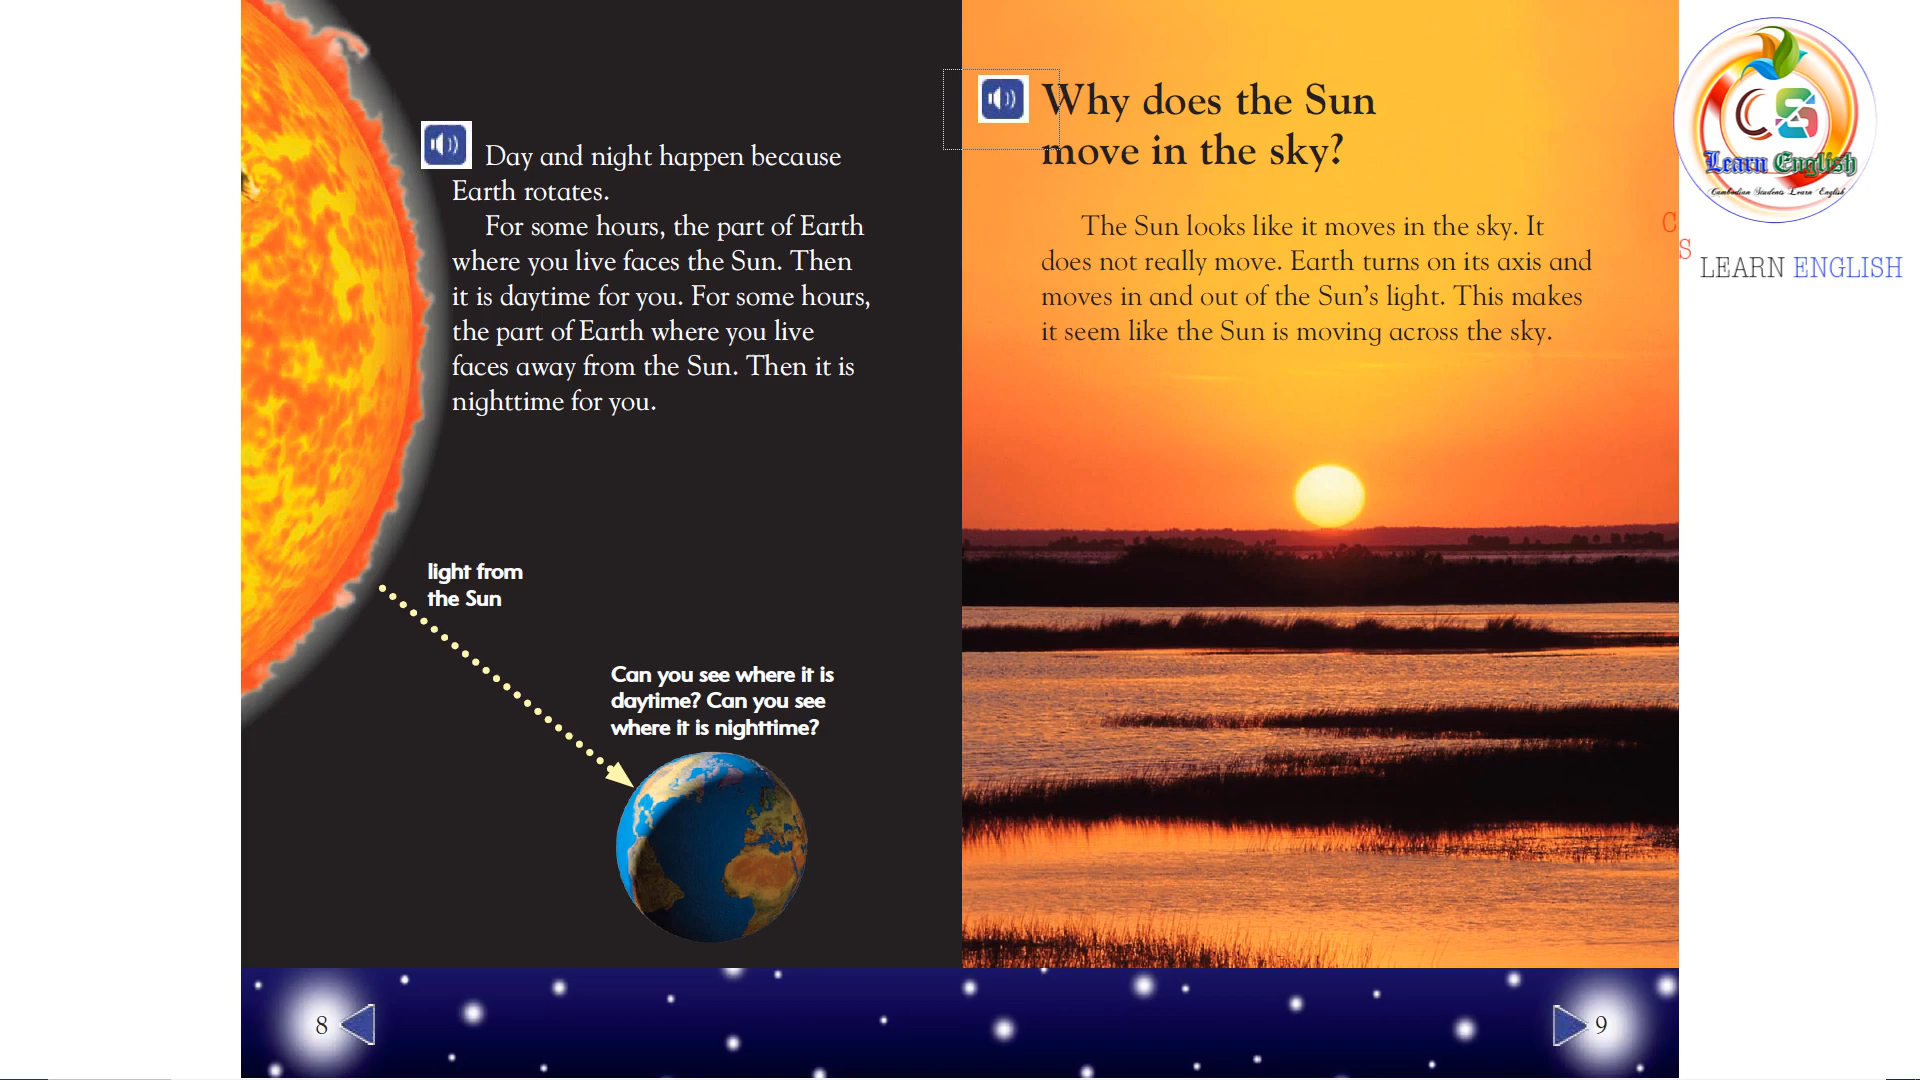 Day and night happen because
Earth rotates.
For some hours, the part of Earth
where you live faces the Sun. Then
it is daytime for you. For some hours,
the part of Earth where you live
faces away from the Sun. Then it is
nighttime for you.
light from
the Sun
Can you see where it is
daytime? Can you see
where it is nighttime?
8
Why does the Sun
move in the sky?
The Sun looks like it moves in the sky. It
does not really move. Earth turns on its axis and
moves in and out of the Sun's light. This makes
it seem like the Sun is moving across the sky.
9
CS
Learn English
Cambodian Students Learn English
C
S
LEARN ENGLISH